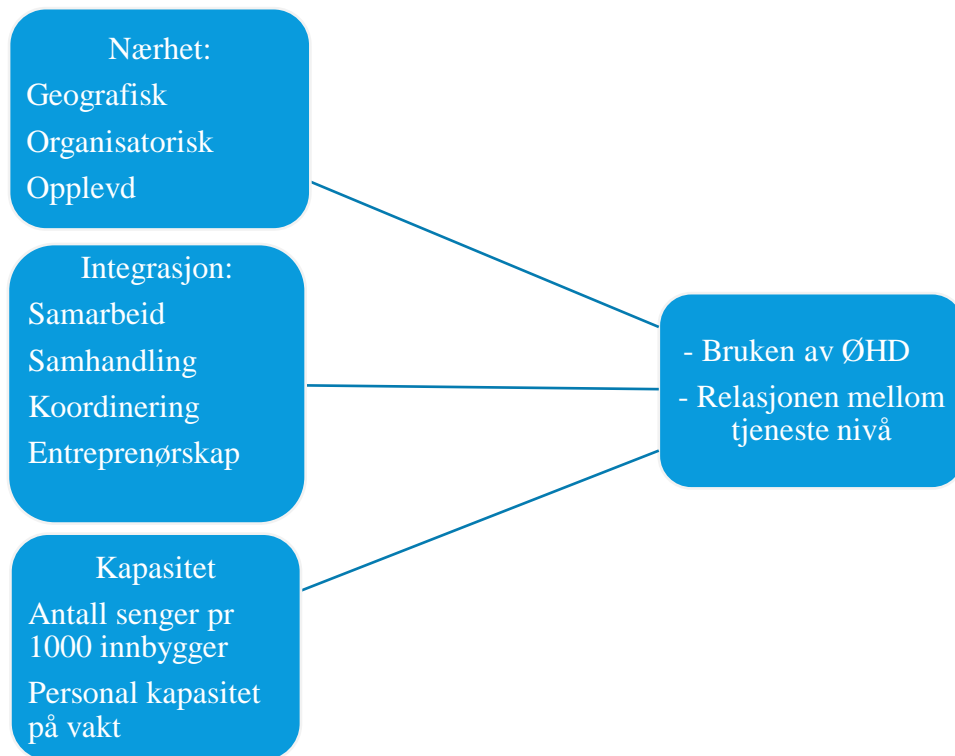 Nærhet:
Geografisk
Organisatorisk
Opplevd
Integrasjon:
Samarbeid
Samhandling
Koordinering
Entreprenørskap
Kapasitet
Antall senger pr
1000 innbygger
Personal kapasitet
på vakt
- Bruken av ØHD
- Relasjonen mellom
tjeneste nivå